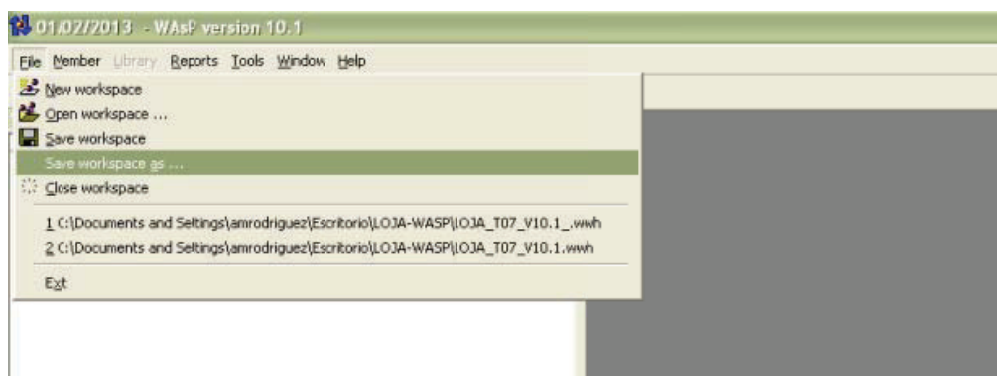 01/02/2013 - WAsP version 10.1
File Member Library Reports Tools Window Help
New workspace
Open workspace ...
Save workspace
Save workspace as ...
Close workspace
1 C:\Documents and Settings\amrodriguez\Escritorio\LOJA-WASP\LOJA_T07_V10.1_.wwh
2 C:\Documents and Settings\amrodriguez\Escritorio\LOJA-WASP\LOJA_T07_V10.1.wwh
Exit